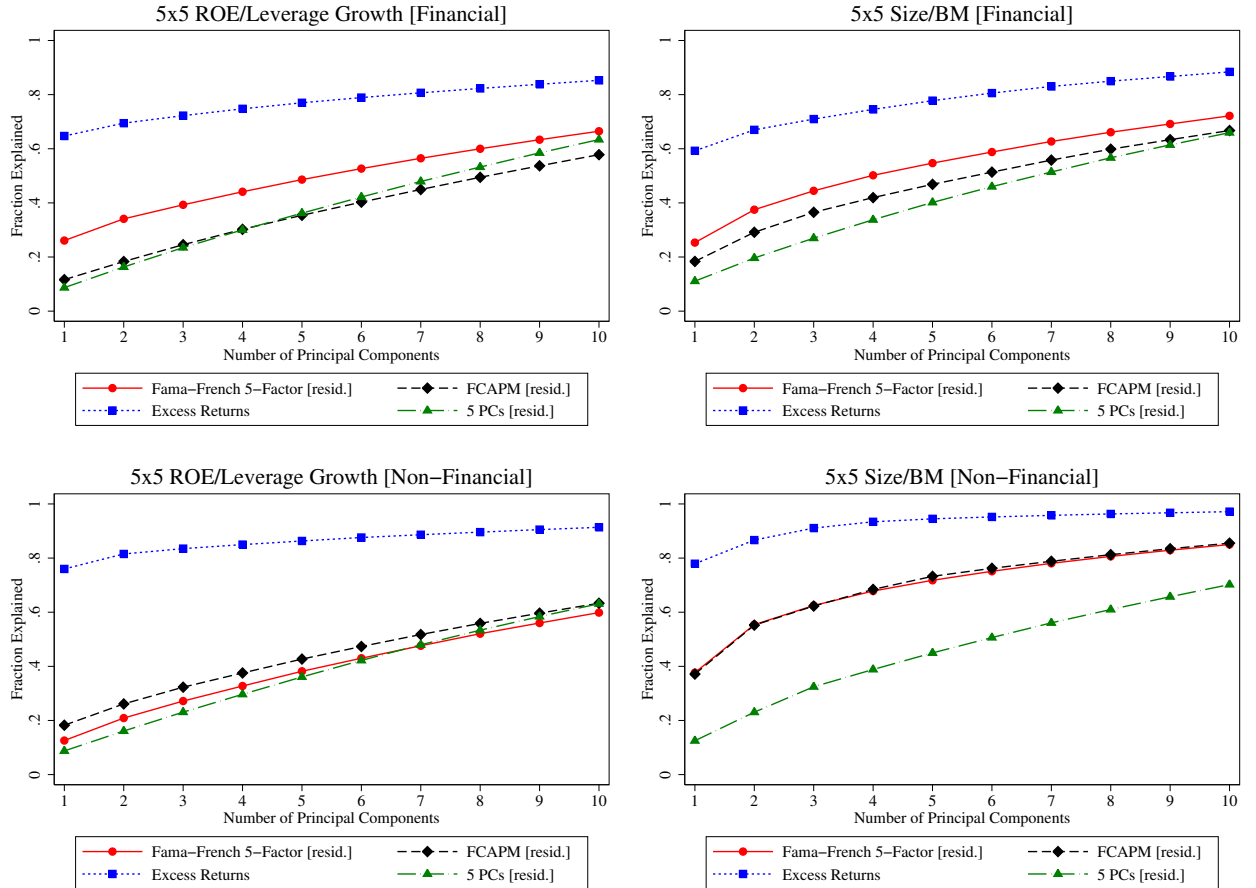 5x5 ROE/Leverage Growth [Financial]
Fraction Explained
1
.8
.6
.4
.2
0
1 2 3 4 5 6 7 8 9 10
Number of Principal Components
Fama−French 5−Factor [resid.] FCAPM [resid.]
Excess Returns 5 PCs [resid.]
5x5 Size/BM [Financial]
Fraction Explained
1
.8
.6
.4
.2
0
1 2 3 4 5 6 7 8 9 10
Number of Principal Components
Fama−French 5−Factor [resid.] FCAPM [resid.]
Excess Returns 5 PCs [resid.]
5x5 ROE/Leverage Growth [Non−Financial]
Fraction Explained
1
.8
.6
.4
.2
0
1 2 3 4 5 6 7 8 9 10
Number of Principal Components
Fama−French 5−Factor [resid.] FCAPM [resid.]
Excess Returns 5 PCs [resid.]
5x5 Size/BM [Non−Financial]
Fraction Explained
1
.8
.6
.4
.2
0
1 2 3 4 5 6 7 8 9 10
Number of Principal Components
Fama−French 5−Factor [resid.] FCAPM [resid.]
Excess Returns 5 PCs [resid.]